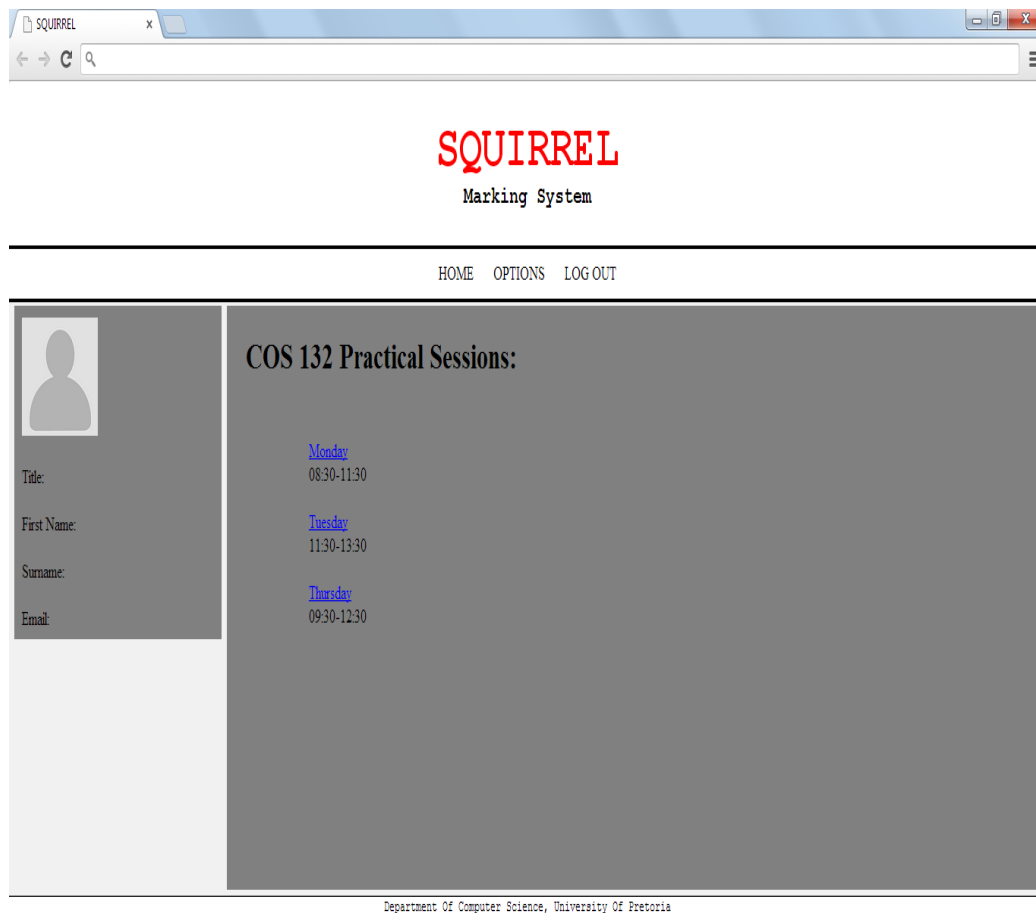 SQUIRREL
SQUIRREL
Marking System
HOME OPTIONS LOG OUT
Title:
First Name:
Surname:
Email:
COS 132 Practical Sessions:
Monday
08:30-11:30
Tuesday
11:30-13:30
Thursday
09:30-12:30
Department Of Computer Science, University Of Pretoria